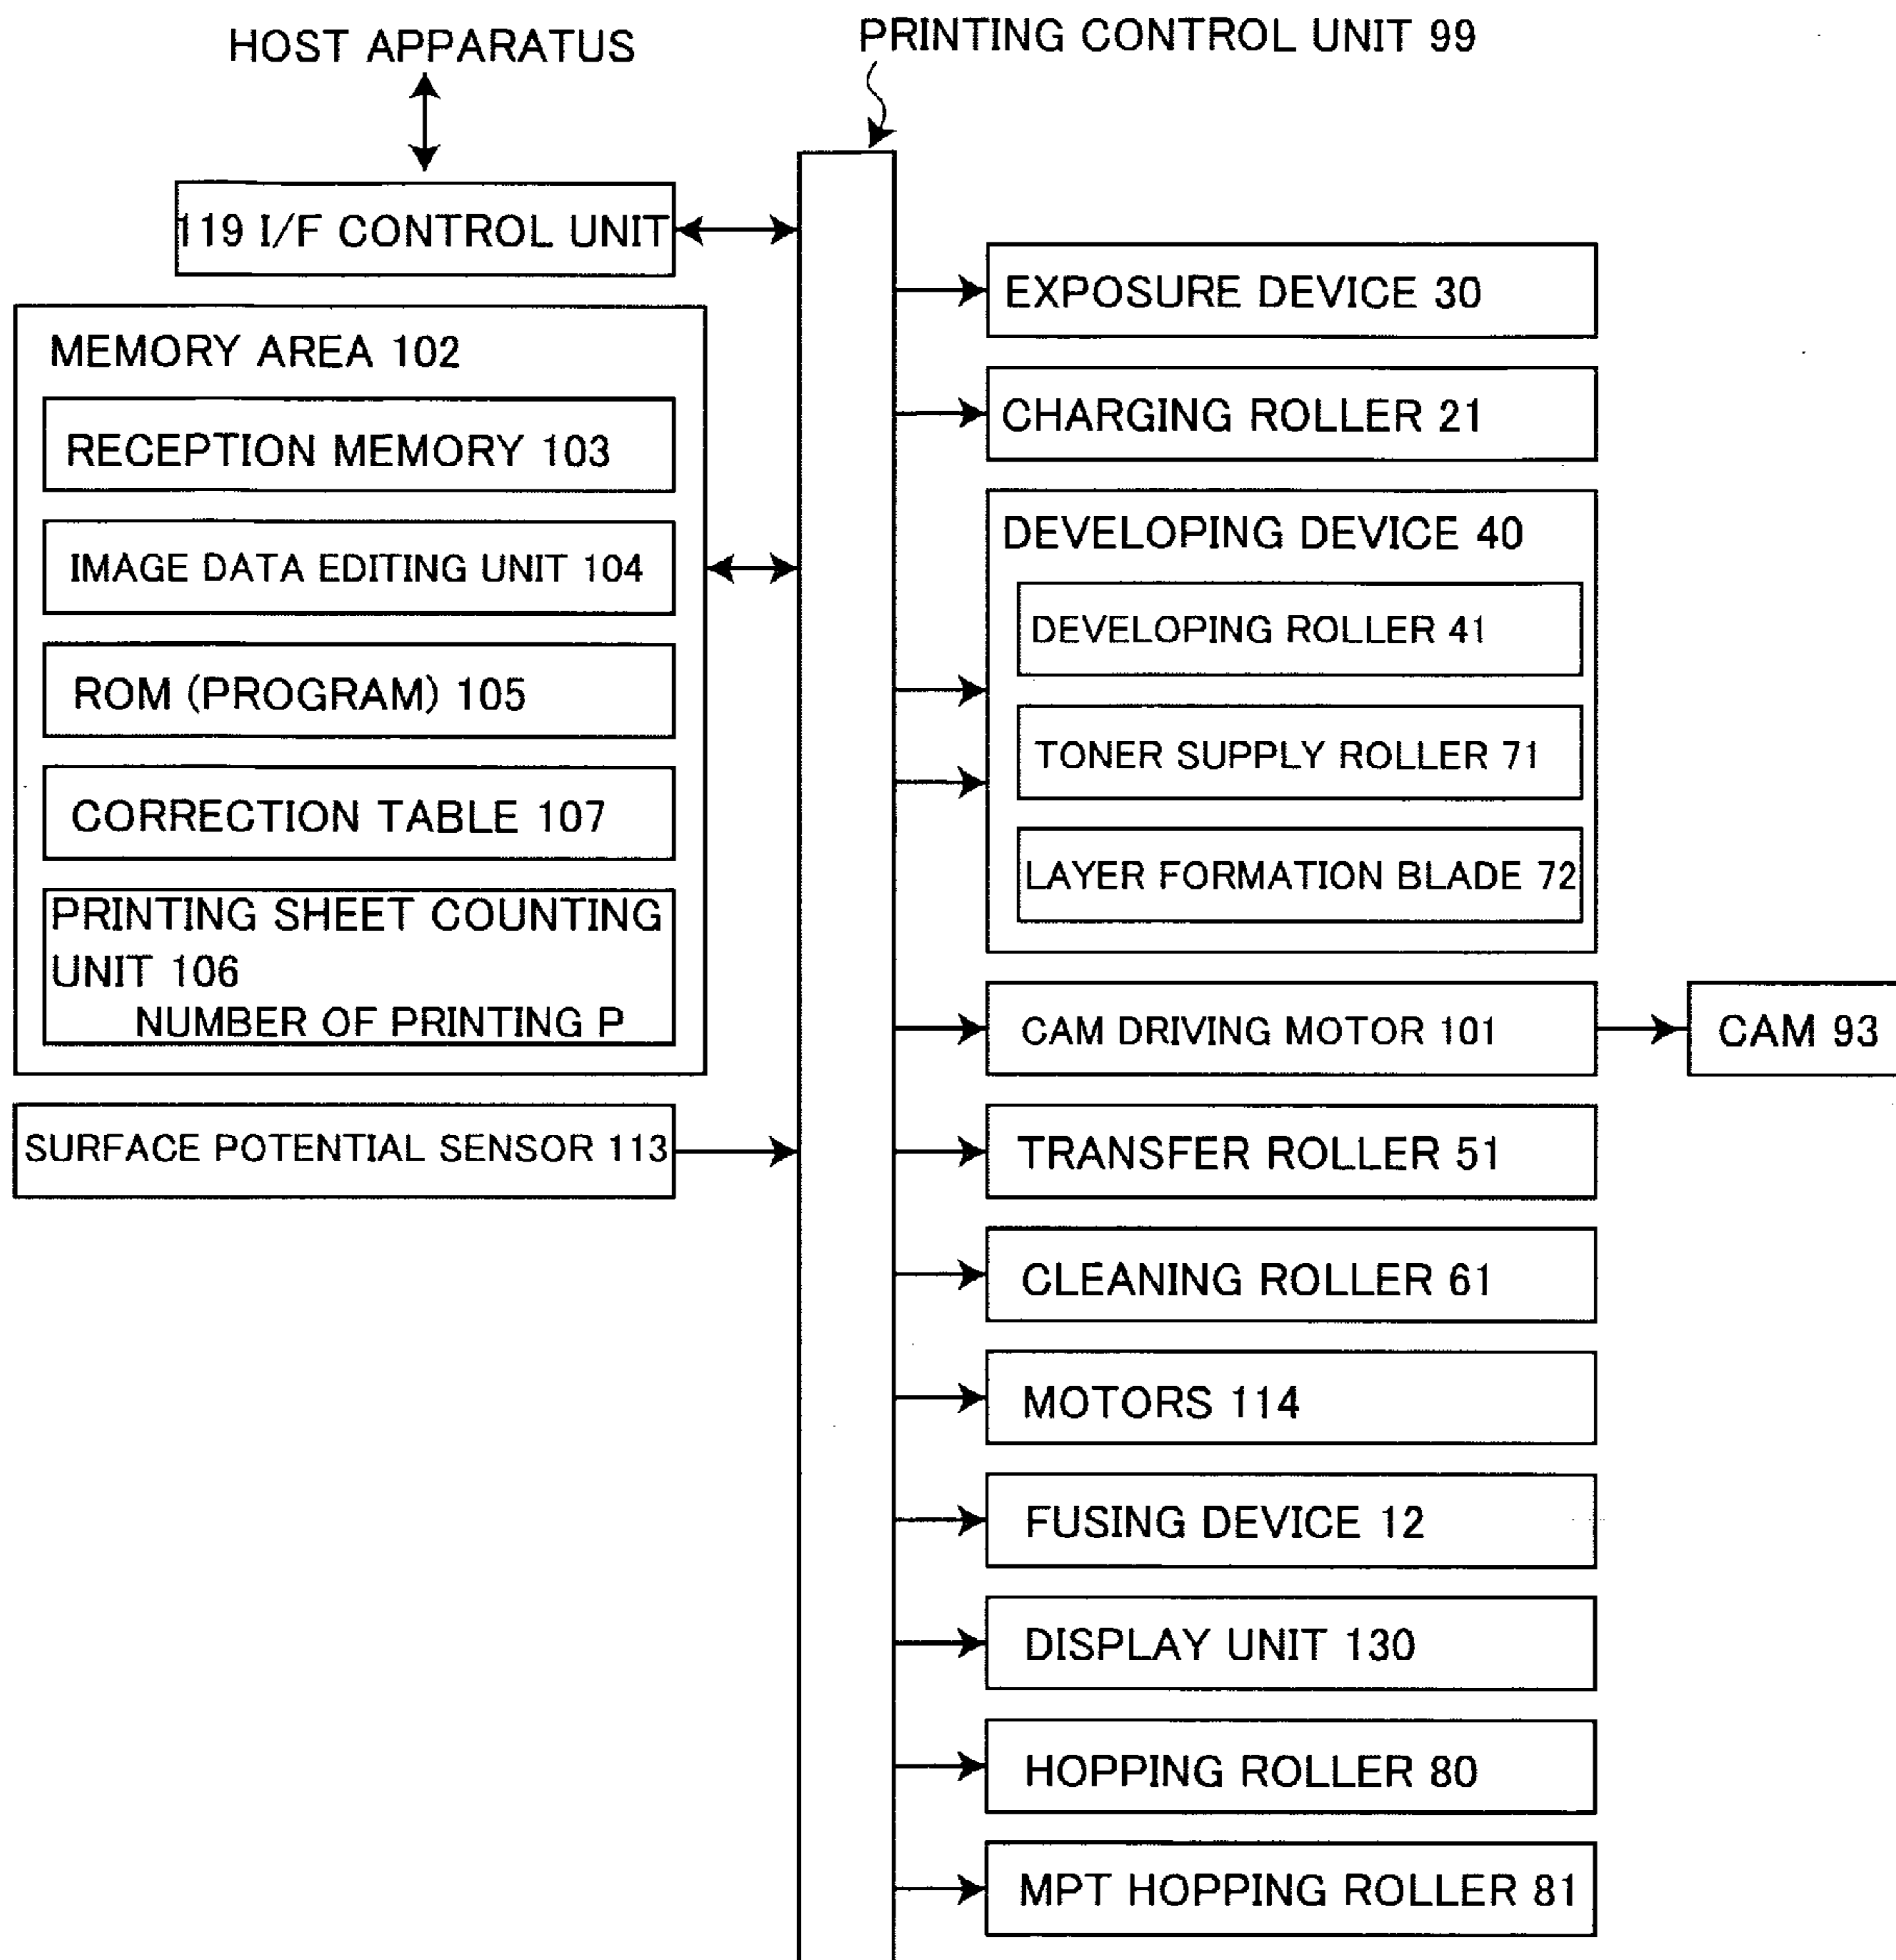 HOST APPARATUS
PRINTING CONTROL UNIT 99
119 I/F CONTROL UNIT
MEMORY AREA 102
RECEPTION MEMORY 103
IMAGE DATA EDITING UNIT 104
ROM (PROGRAM) 105
CORRECTION TABLE 107
PRINTING SHEET COUNTING
UNIT 106
NUMBER OF PRINTING P
SURFACE POTENTIAL SENSOR 113
EXPOSURE DEVICE 30
CHARGING ROLLER 21
DEVELOPING DEVICE 40
DEVELOPING ROLLER 41
TONER SUPPLY ROLLER 71
LAYER FORMATION BLADE 72
CAM DRIVING MOTOR 101
CAM 93
TRANSFER ROLLER 51
CLEANING ROLLER 61
MOTORS 114
FUSING DEVICE 12
DISPLAY UNIT 130
HOPPING ROLLER 80
MPT HOPPING ROLLER 81